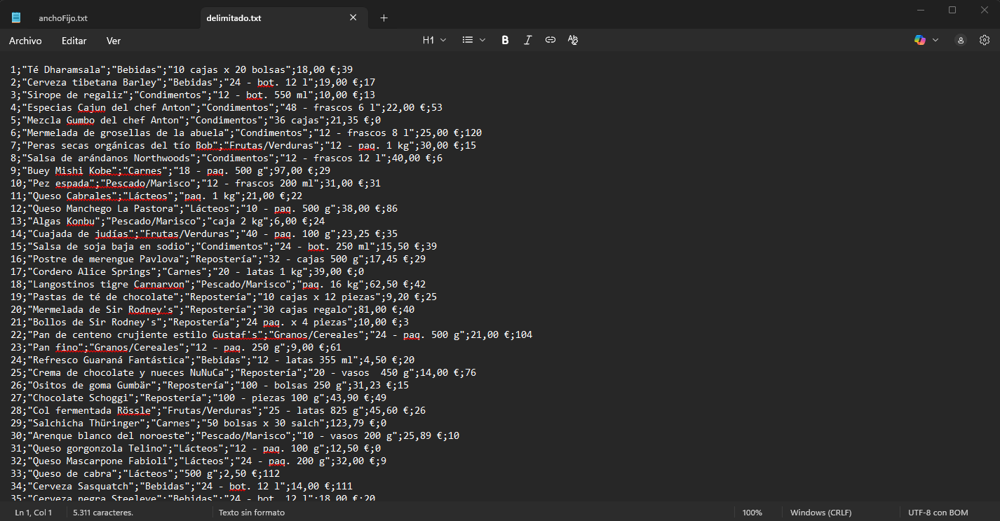 anchoFijo.txt
delimitado.txt
Archivo Editar Ver H1 B I
1;"Té Dharamsala";"Bebidas";"10 cajas x 20 bolsas";18,00 €;39
2;"Cerveza tibetana Barley";"Bebidas";"24 - bot. 12 l";19,00 €;17
3;"Sirope de regaliz";"Condimentos";"12 - bot. 550 ml";10,00 €;13
4;"Especias Cajun del chef Anton";"Condimentos";"48 - frascos 6 l";22,00 €;53
5;"Mezcla Gumbo del chef Anton";"Condimentos";"36 cajas";21,35 €;0
6;"Mermelada de grosellas de la abuela";"Condimentos";"12 - frascos 8 l";25,00 €;120
7;"Peras secas orgánicas del tío Bob";"Frutas/Verduras";"12 - paq. 1 kg";30,00 €;15
8;"Salsa de arándanos Northwoods";"Condimentos";"12 - frascos 12 l";40,00 €;6
9;"Buey Mishi Kobe";"Carnes";"18 - paq. 500 g";97,00 €;29
10;"Pez espada";"Pescado/Marisco";"12 - frascos 200 ml";31,00 €;31
11;"Queso Cabrales";"Lácteos";"paq. 1 kg";21,00 €;22
12;"Queso Manchego La Pastora";"Lácteos";"10 - paq. 500 g";38,00 €;86
13;"Algas Konbu";"Pescado/Marisco";"caja 2 kg";6,00 €;24
14;"Cuajada de judías";"Frutas/Verduras";"40 - paq. 100 g";23,25 €;35
15;"Salsa de soja baja en sodio";"Condimentos";"24 - bot. 250 ml";15,50 €;39
16;"Postre de merengue Pavlova";"Repostería";"32 - cajas 500 g";17,45 €;29
17;"Cordero Alice Springs";"Carnes";"20 - latas 1 kg";39,00 €;0
18;"Langostinos tigre Carnarvon";"Pescado/Marisco";"paq. 16 kg";62,50 €;42
19;"Pastas de té de chocolate";"Repostería";"10 cajas x 12 piezas";9,20 €;25
20;"Mermelada de Sir Rodney's";"Repostería";"30 cajas regalo";81,00 €;40
21;"Bollos de Sir Rodney's";"Repostería";"24 paq. x 4 piezas";10,00 €;3
22;"Pan de centeno crujiente estilo Gustaf's";"Granos/Cereales";"24 - paq. 500 g";21,00 €;104
23;"Pan fino";"Granos/Cereales";"12 - paq. 250 g";9,00 €;61
24;"Refresco Guaraná Fantástica";"Bebidas";"12 - latas 355 ml";4,50 €;20
25;"Crema de chocolate y nueces NuNuCa";"Repostería";"20 - vasos  450 g";14,00 €;76
26;"Ositos de goma Gumbär";"Repostería";"100 - bolsas 250 g";31,23 €;15
27;"Chocolate Schoggi";"Repostería";"100 - piezas 100 g";43,90 €;49
28;"Col fermentada Rössle";"Frutas/Verduras";"25 - latas 825 g";45,60 €;26
29;"Salchicha Thüringer";"Carnes";"50 bolsas x 30 salch";123,79 €;0
30;"Arenque blanco del noroeste";"Pescado/Marisco";"10 - vasos 200 g";25,89 €;10
31;"Queso gorgonzola Telino";"Lácteos";"12 - paq. 100 g";12,50 €;0
32;"Queso Mascarpone Fabioli";"Lácteos";"24 - paq. 200 g";32,00 €;9
33;"Queso de cabra";"Lácteos";"500 g";2,50 €;112
34;"Cerveza Sasquatch";"Bebidas";"24 - bot. 12 l";14,00 €;111
35;"Cerveza negra Steeleye";"Bebidas";"24 - bot. 12 l";18,00 €;20
Ln 1, Col 1 5.311 caracteres. Texto sin formato 100% Windows (CRLF) UTF-8 con BOM